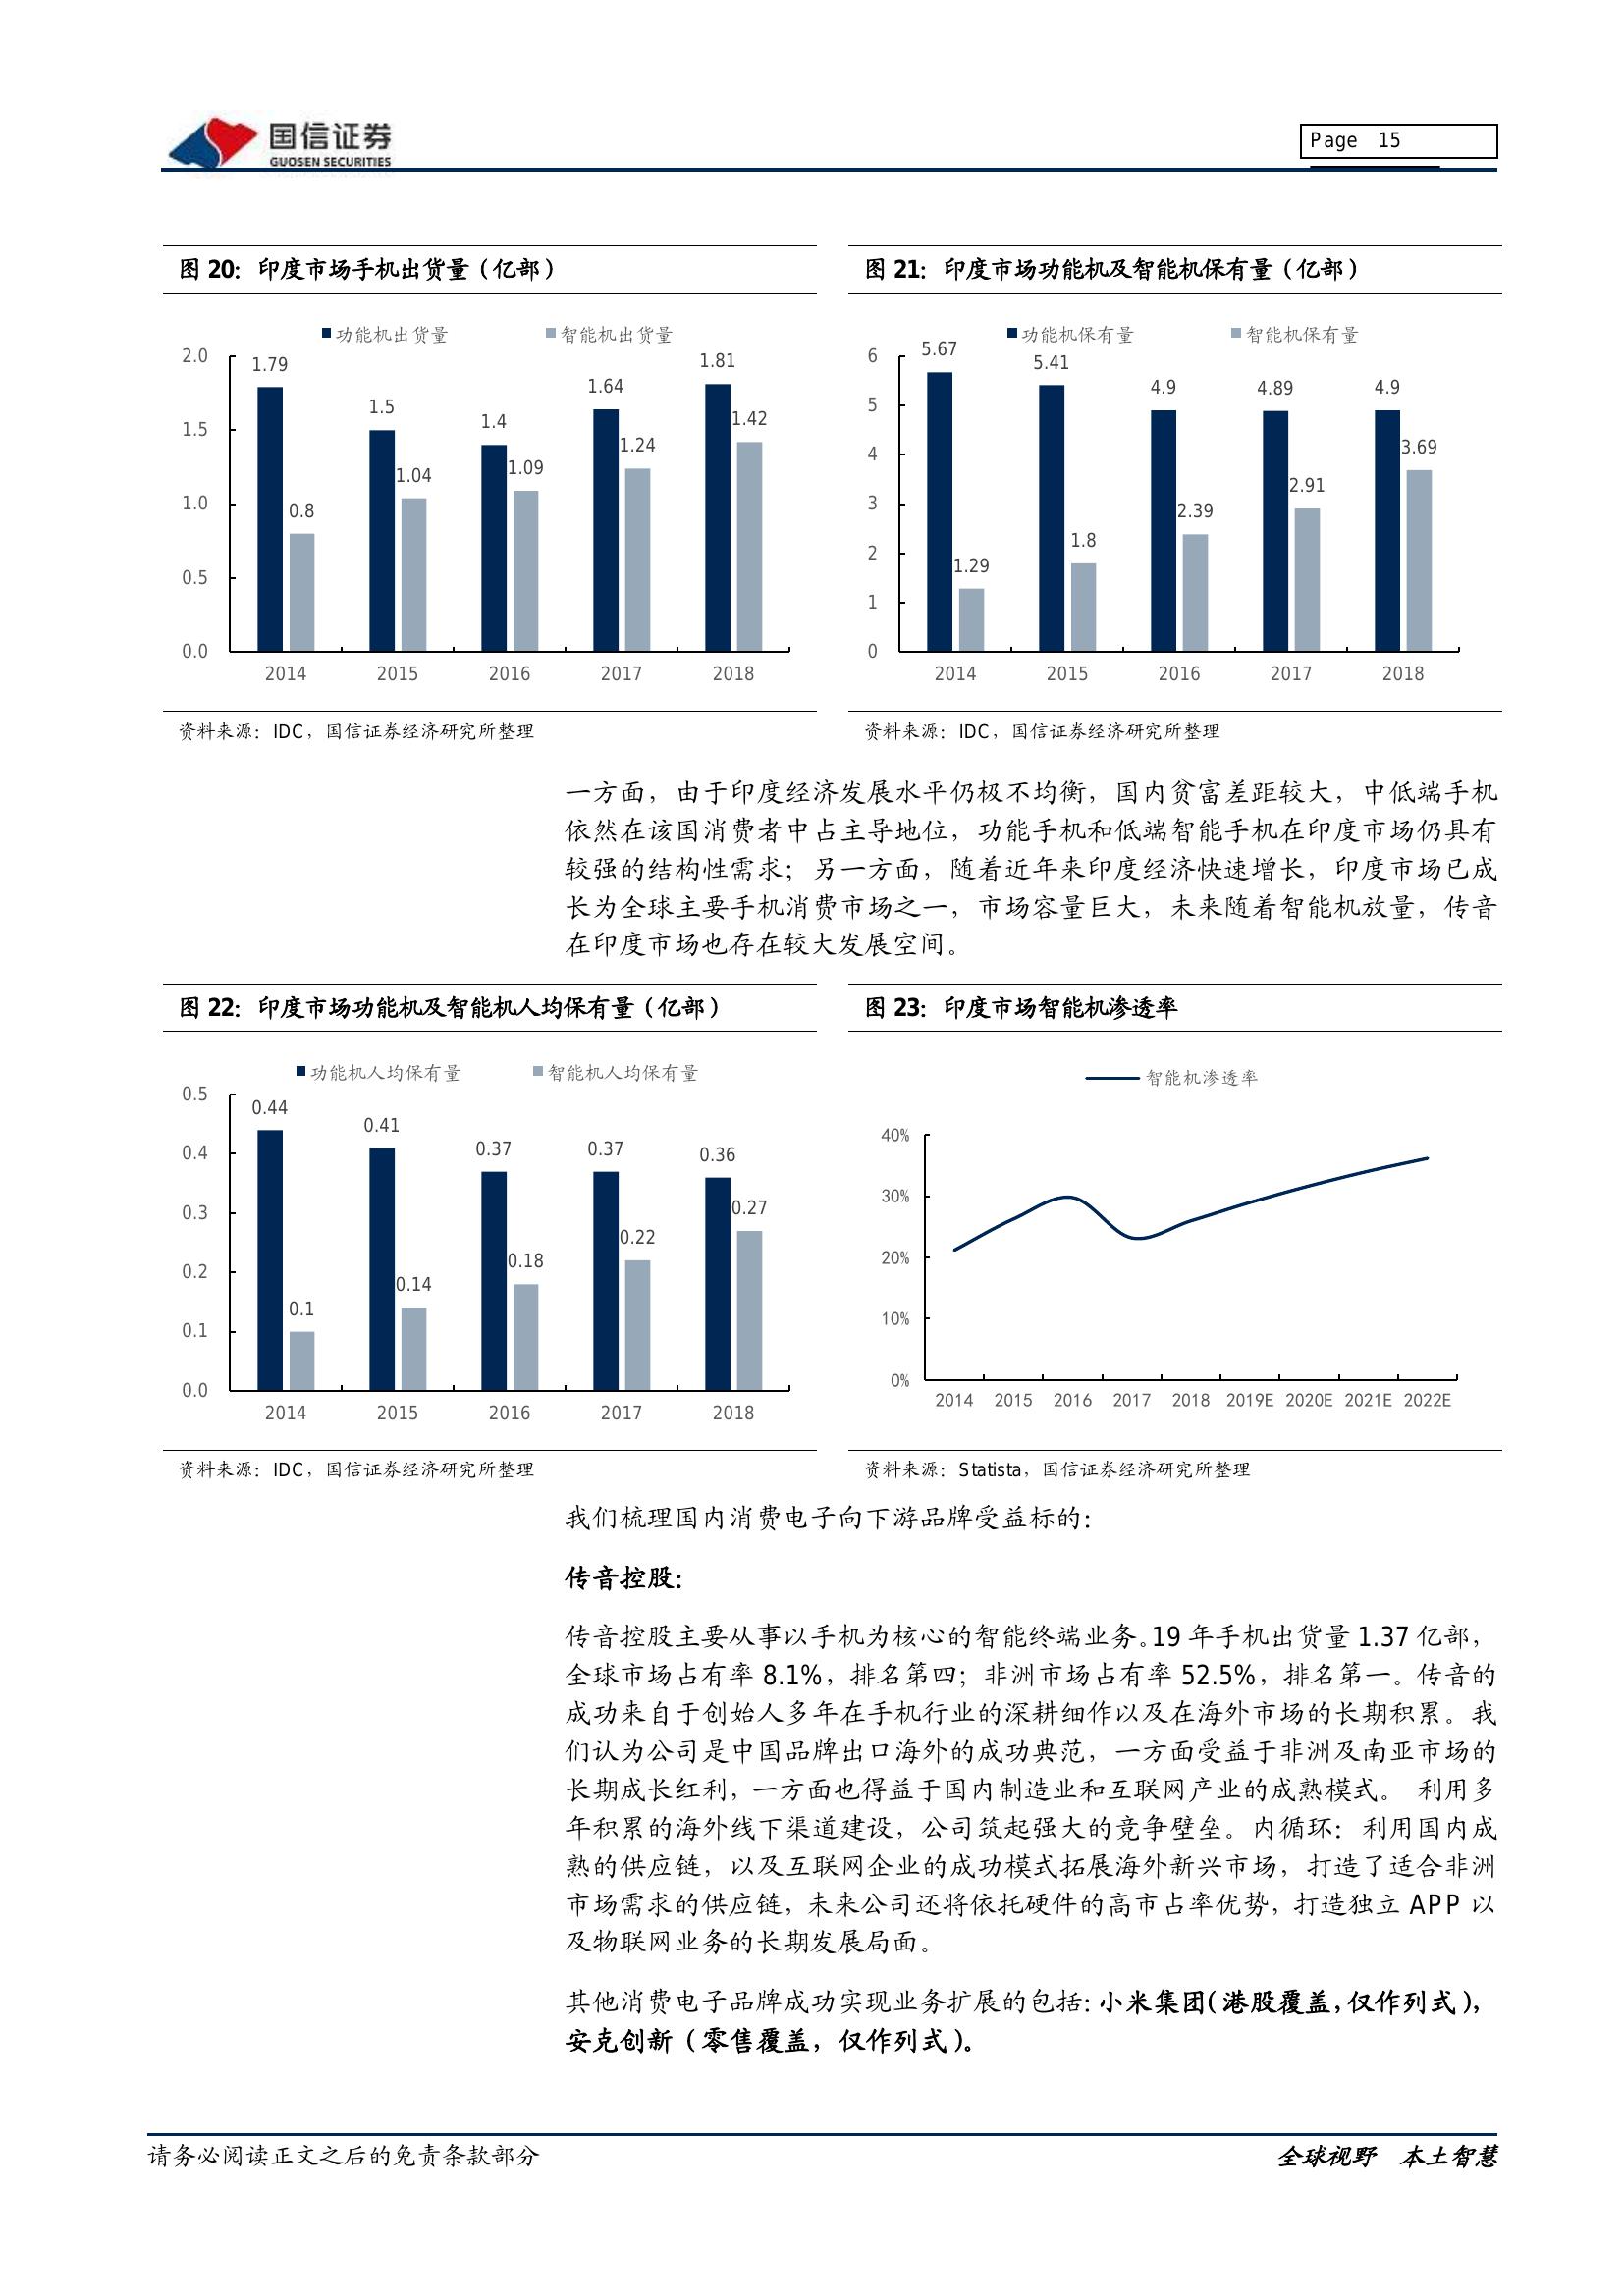 国信证券
GUOSEN SECURITIES
Page 15
图 20：印度市场手机出货量（亿部）
功能机出货量 智能机出货量
2.0
1.5
1.0
0.5
0.0
1.79
0.8
1.5
1.04
1.4
1.09
1.64
1.24
1.81
1.42
2014 2015 2016 2017 2018
资料来源：IDC，国信证券经济研究所整理
图 21：印度市场功能机及智能机保有量（亿部）
功能机保有量 智能机保有量
6
5
4
3
2
1
0
5.67
1.29
5.41
1.8
4.9
2.39
4.89
2.91
4.9
3.69
2014 2015 2016 2017 2018
资料来源：IDC，国信证券经济研究所整理
一方面，由于印度经济发展水平仍极不均衡，国内贫富差距较大，中低端手机
依然在该国消费者中占主导地位，功能手机和低端智能手机在印度市场仍具有
较强的结构性需求；另一方面，随着近年来印度经济快速增长，印度市场已成
长为全球主要手机消费市场之一，市场容量巨大，未来随着智能机放量，传音
在印度市场也存在较大发展空间。
图 22：印度市场功能机及智能机人均保有量（亿部）
功能机人均保有量 智能机人均保有量
0.5
0.4
0.3
0.2
0.1
0.0
0.44
0.1
0.41
0.14
0.37
0.18
0.37
0.22
0.36
0.27
2014 2015 2016 2017 2018
资料来源：IDC，国信证券经济研究所整理
图 23：印度市场智能机渗透率
智能机渗透率
40%
30%
20%
10%
0%
2014 2015 2016 2017 2018 2019E 2020E 2021E 2022E
资料来源：Statista，国信证券经济研究所整理
我们梳理国内消费电子向下游品牌受益标的：
传音控股：
传音控股主要从事以手机为核心的智能终端业务。19 年手机出货量 1.37 亿部，
全球市场占有率 8.1%，排名第四；非洲市场占有率 52.5%，排名第一。传音的
成功来自于创始人多年在手机行业的深耕细作以及在海外市场的长期积累。我
们认为公司是中国品牌出口海外的成功典范，一方面受益于非洲及南亚市场的
长期成长红利，一方面也得益于国内制造业和互联网产业的成熟模式。 利用多
年积累的海外线下渠道建设，公司筑起强大的竞争壁垒。内循环：利用国内成
熟的供应链，以及互联网企业的成功模式拓展海外新兴市场，打造了适合非洲
市场需求的供应链，未来公司还将依托硬件的高市占率优势，打造独立 APP 以
及物联网业务的长期发展局面。
其他消费电子品牌成功实现业务扩展的包括：小米集团（港股覆盖，仅作列式），
安克创新（零售覆盖，仅作列式）。
请务必阅读正文之后的免责条款部分
全球视野 本土智慧